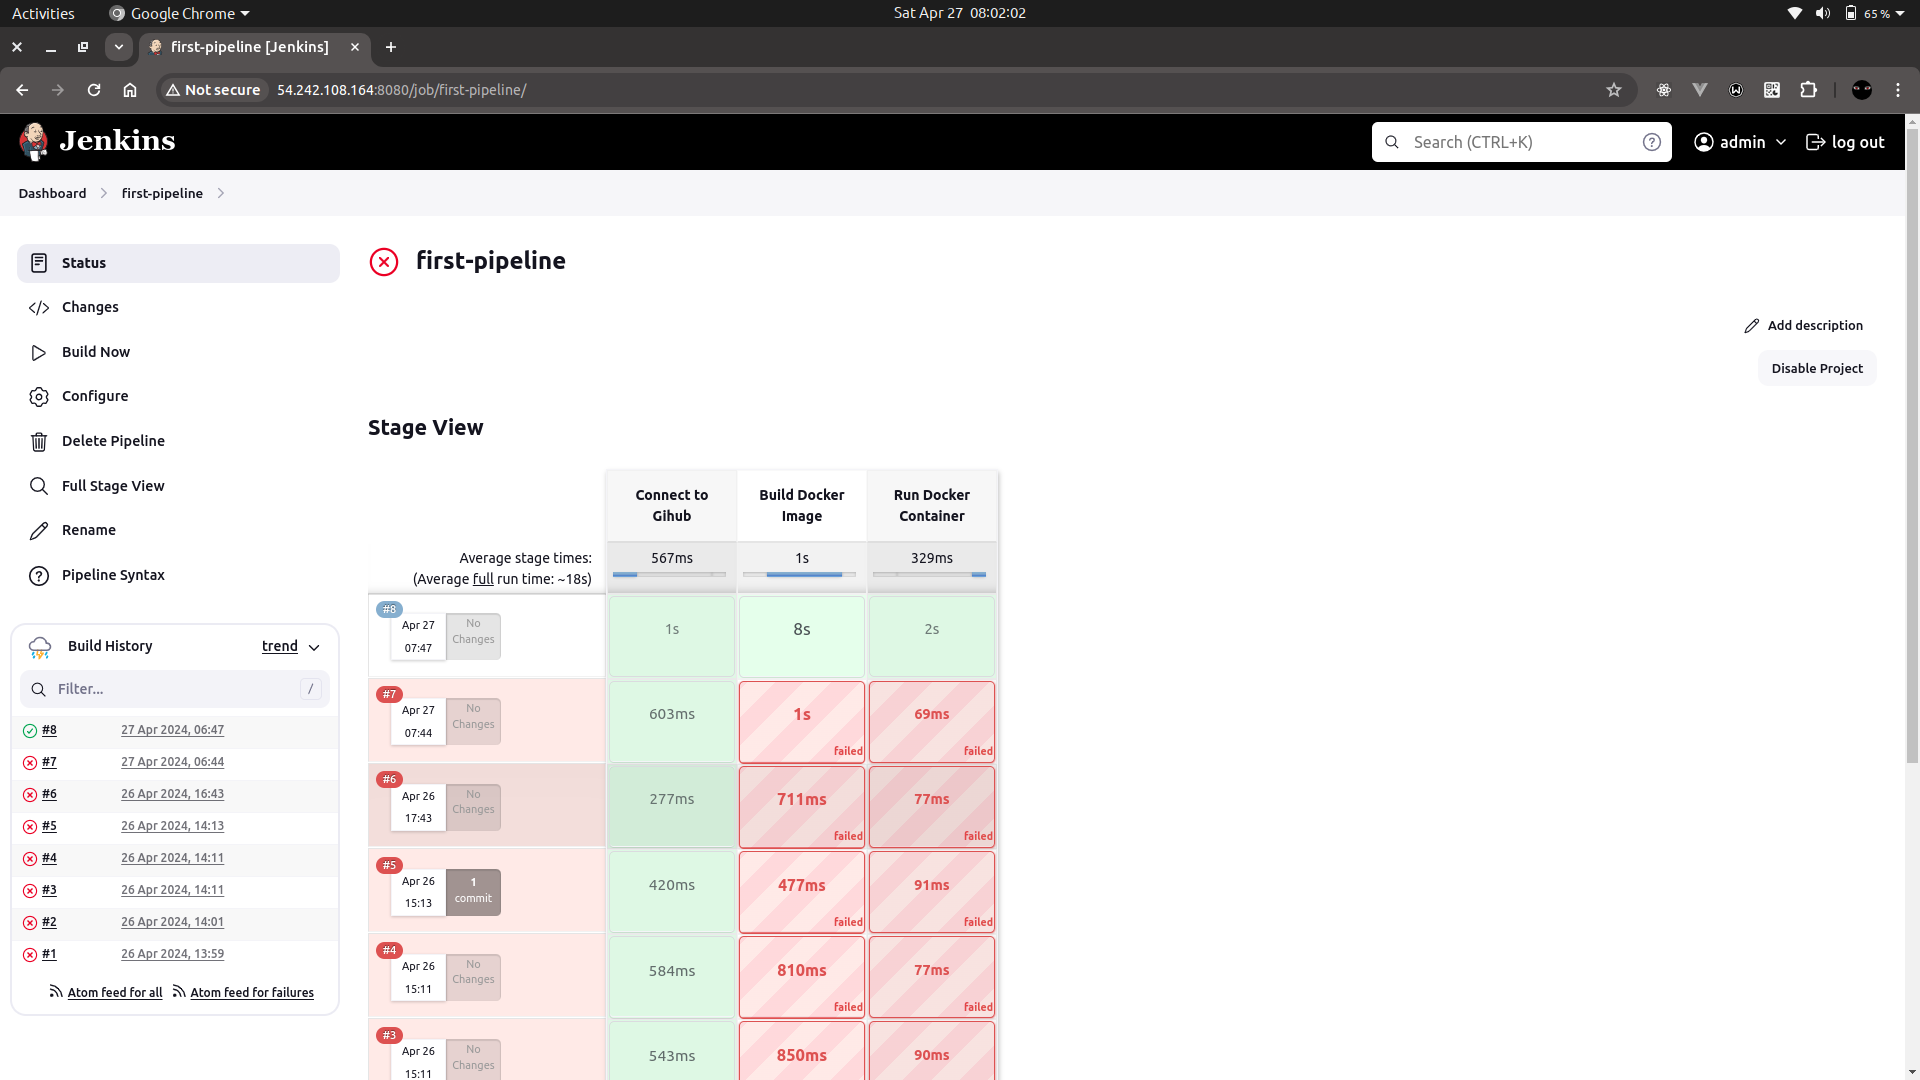 Activities
Google Chrome
Sat Apr 27 08:02:02
65 %
first-pipeline [Jenkins]
Not secure
54.242.108.164:8080/job/first-pipeline/
Jenkins
Search (CTRL+K)
admin
log out
Dashboard
first-pipeline
Status
Changes
Build Now
Configure
Delete Pipeline
Full Stage View
Rename
Pipeline Syntax
Build History
trend
Filter...
/
#8 27 Apr 2024, 06:47
#7 27 Apr 2024, 06:44
#6 26 Apr 2024, 16:43
#5 26 Apr 2024, 14:13
#4 26 Apr 2024, 14:11
#3 26 Apr 2024, 14:11
#2 26 Apr 2024, 14:01
#1 26 Apr 2024, 13:59
Atom feed for all
Atom feed for failures
first-pipeline
Add description
Disable Project
Stage View
Connect to
Gihub
Build Docker
Image
Run Docker
Container
Average stage times:
(Average full run time: ~18s)
567ms
1s
329ms
#8
Apr 27
07:47
No
Changes
1s
8s
2s
#7
Apr 27
07:44
No
Changes
603ms
1s
failed
69ms
failed
#6
Apr 26
17:43
No
Changes
277ms
711ms
failed
77ms
failed
#5
Apr 26
15:13
1
commit
420ms
477ms
failed
91ms
failed
#4
Apr 26
15:11
No
Changes
584ms
810ms
failed
77ms
failed
#3
Apr 26
15:11
No
Changes
543ms
850ms
90ms